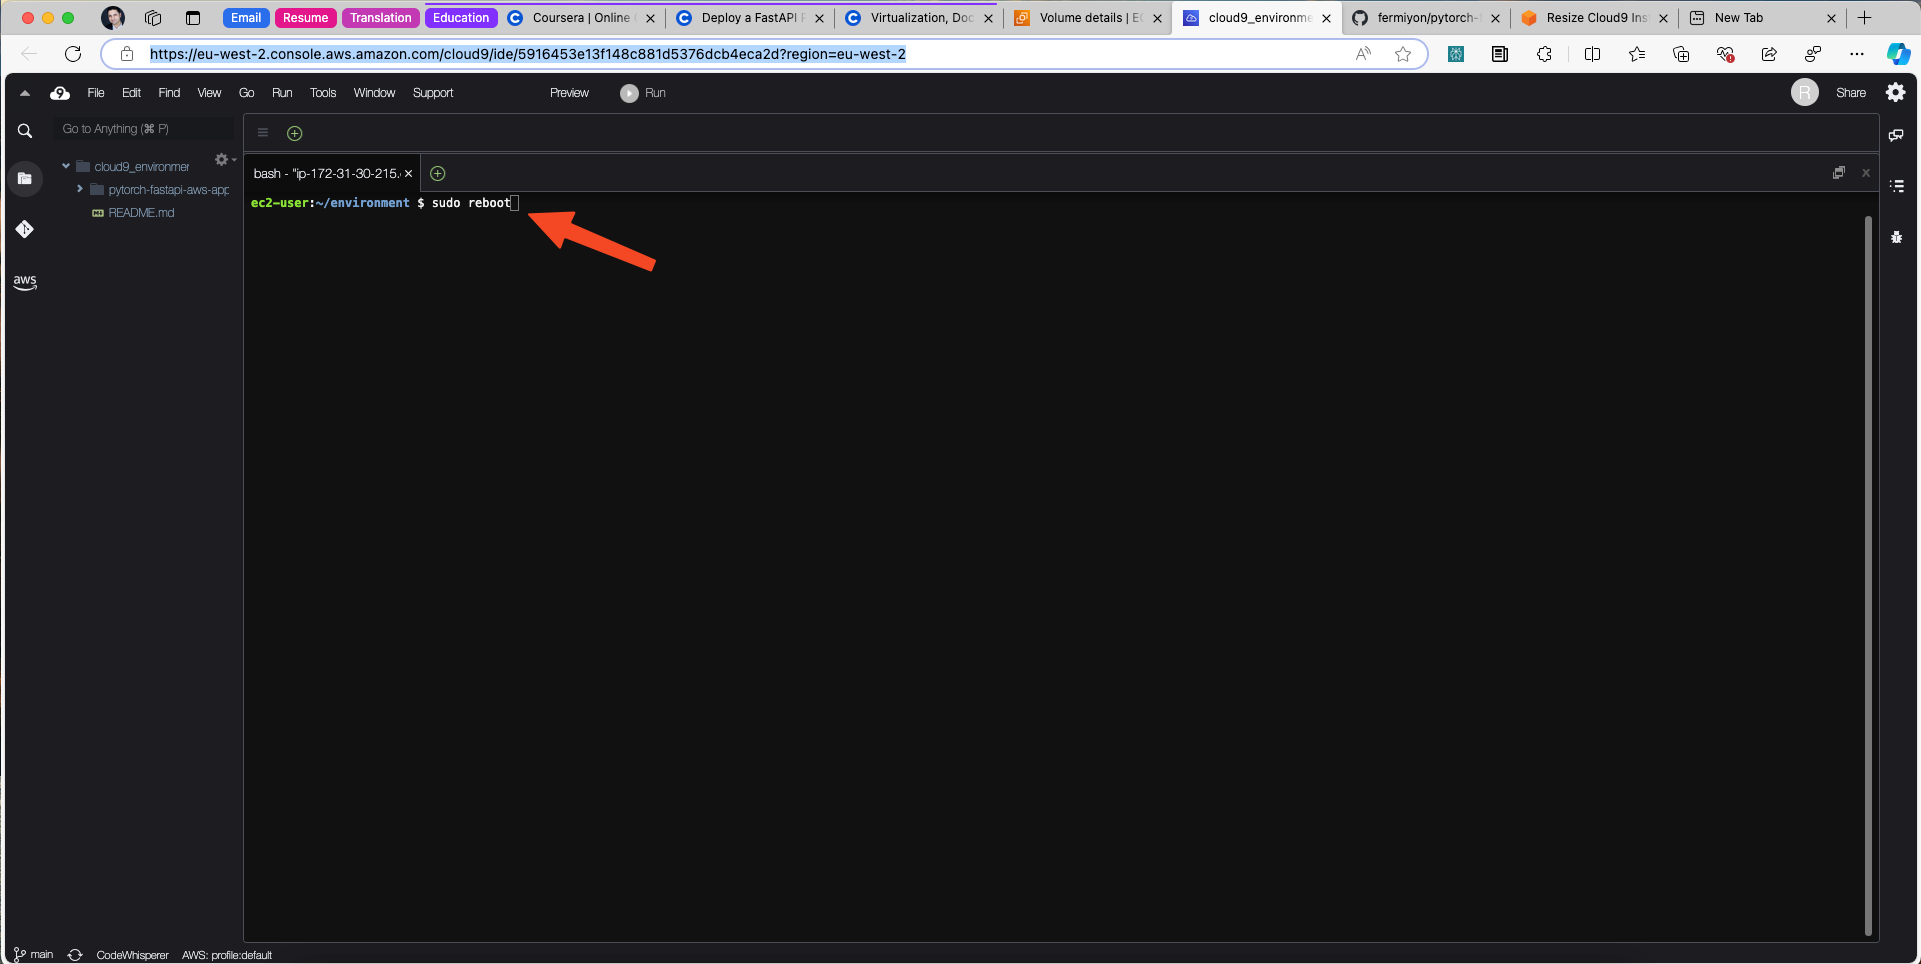 Email Resume Translation Education Coursera | Online Deploy a FastAPI Virtualization, Doc Volume details | EC cloud9_environme fermiyon/pytorch- Resize Cloud9 Ins New Tab
https://eu-west-2.console.aws.amazon.com/cloud9/ide/5916453e13f148c881d5376dcb4eca2d?region=eu-west-2
9 File Edit Find View Go Run Tools Window Support Preview Run R Share
Go to Anything (⌘ P)
cloud9_environmer
bash - "ip-172-31-30-215.
pytorch-fastapi-aws-app
ec2-user:~/environment $ sudo reboot
README.md
aws
main CodeWhisperer AWS: profile:default